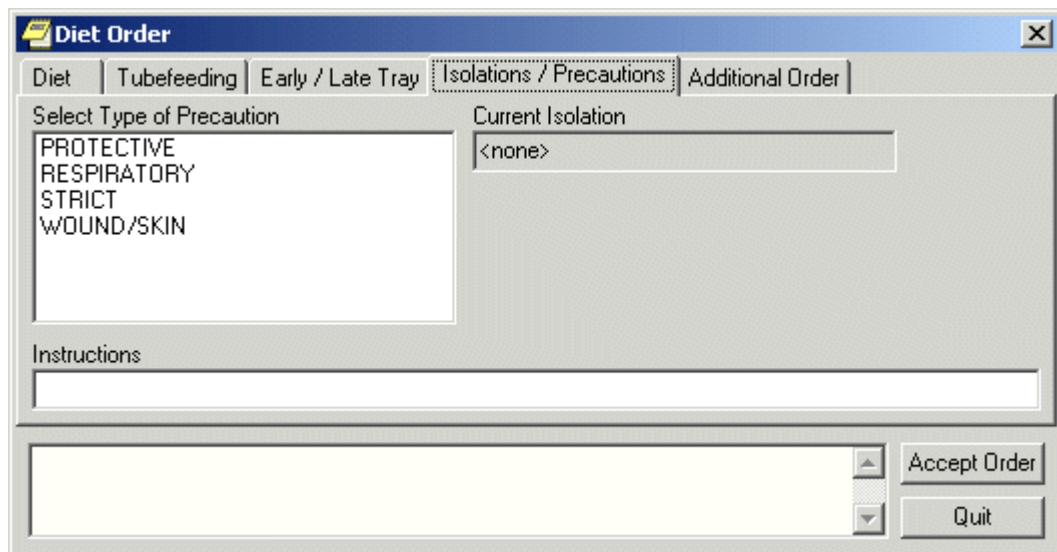 Diet Order
Diet Tubefeeding Early / Late Tray Isolations / Precautions Additional Order
Select Type of Precaution
PROTECTIVE
RESPIRATORY
STRICT
WOUND/SKIN
Current Isolation
<none>
Instructions
Accept Order
Quit